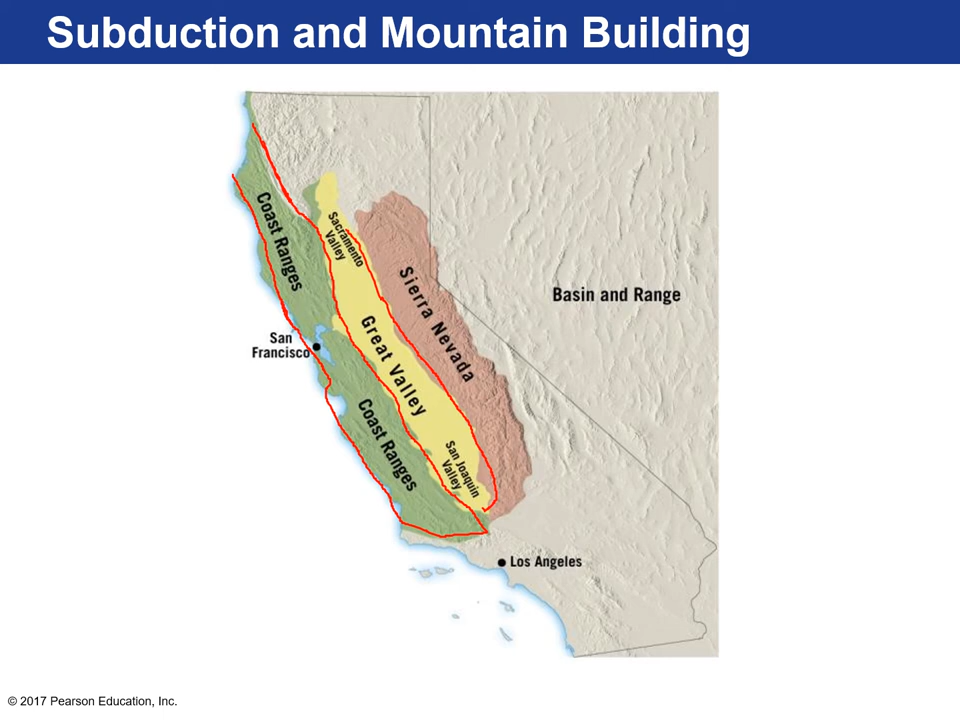 Subduction and Mountain Building
Coast Ranges
Sacramento
Valley
Sierra Nevada
Basin and Range
San
Francisco
Great Valley
Coast Ranges
San Joaquin
Valley
Los Angeles
© 2017 Pearson Education, Inc.